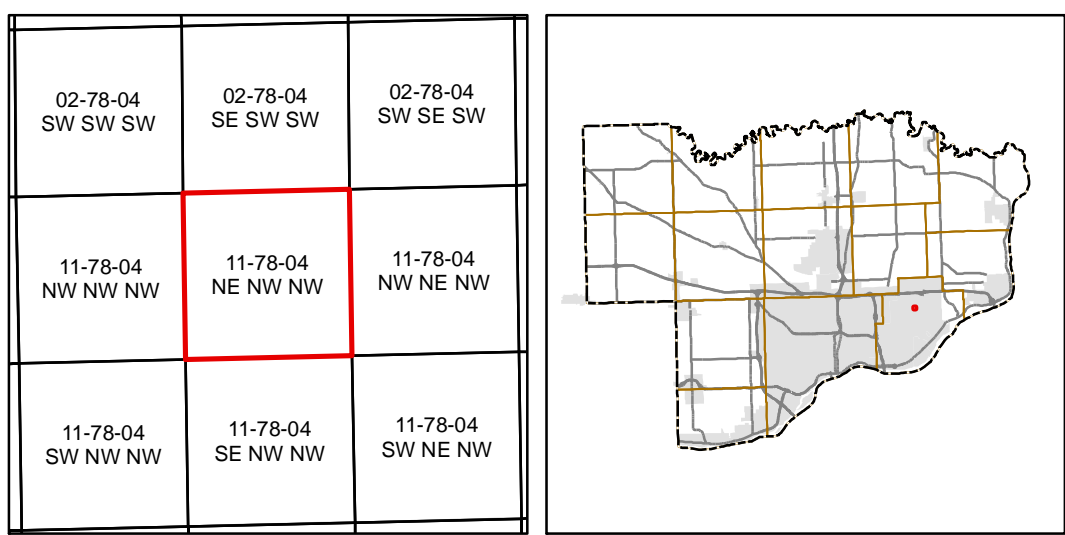 02-78-04
SW SW SW
02-78-04
SE SW SW
02-78-04
SW SE SW
11-78-04
NW NW NW
11-78-04
NE NW NW
11-78-04
NW NE NW
11-78-04
SW NW NW
11-78-04
SE NW NW
11-78-04
SW NE NW